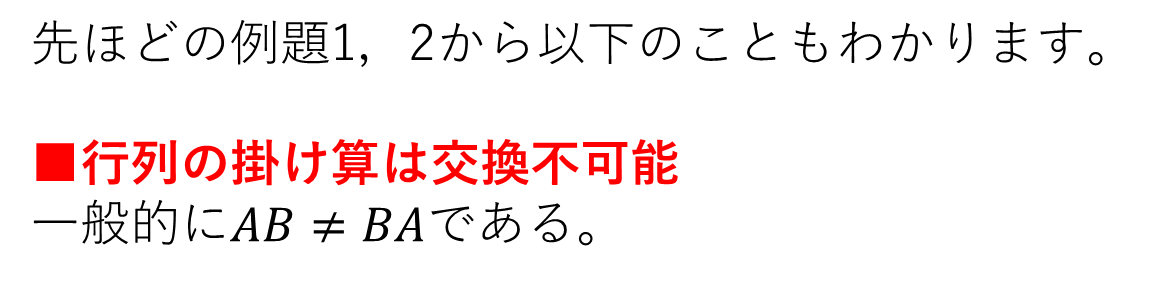 先ほどの例題1，2から以下のこともわかります。
■行列の掛け算は交換不可能
一般的にAB ≠ BAである。